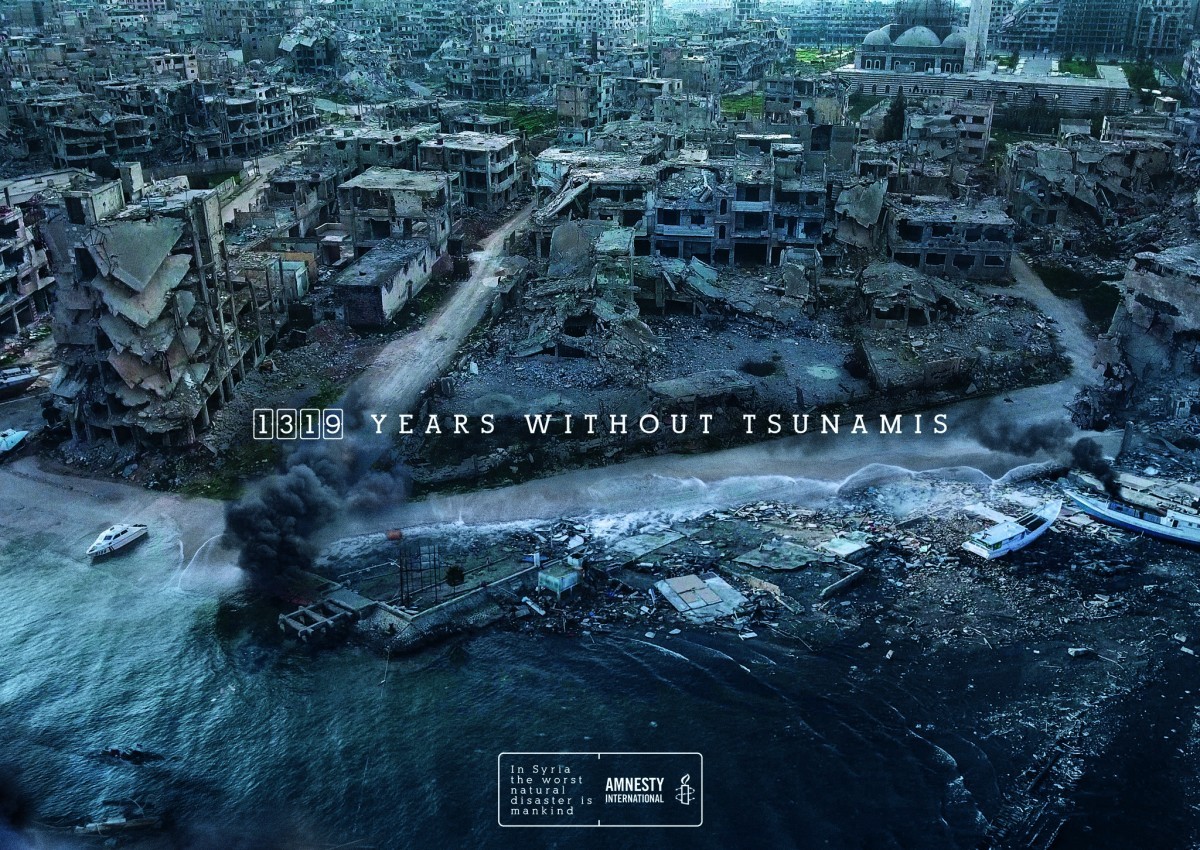 1319 YEARS WITHOUT TSUNAMIS
In Syria
the worst
natural
disaster is
mankind
AMNESTY
INTERNATIONAL